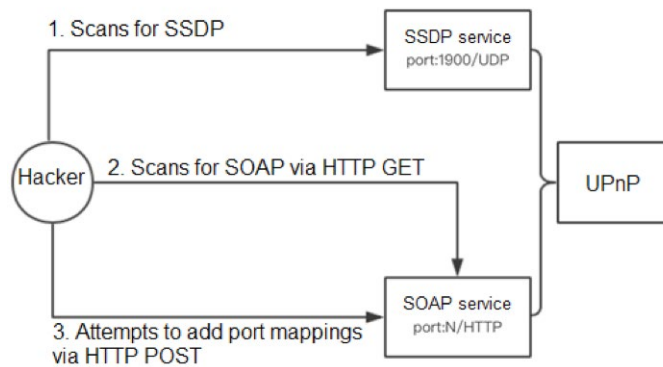 1. Scans for SSDP
SSDP service
port:1900/UDP
Hacker
2. Scans for SOAP via HTTP GET
UPnP
SOAP service
port:N/HTTP
3. Attempts to add port mappings
via HTTP POST